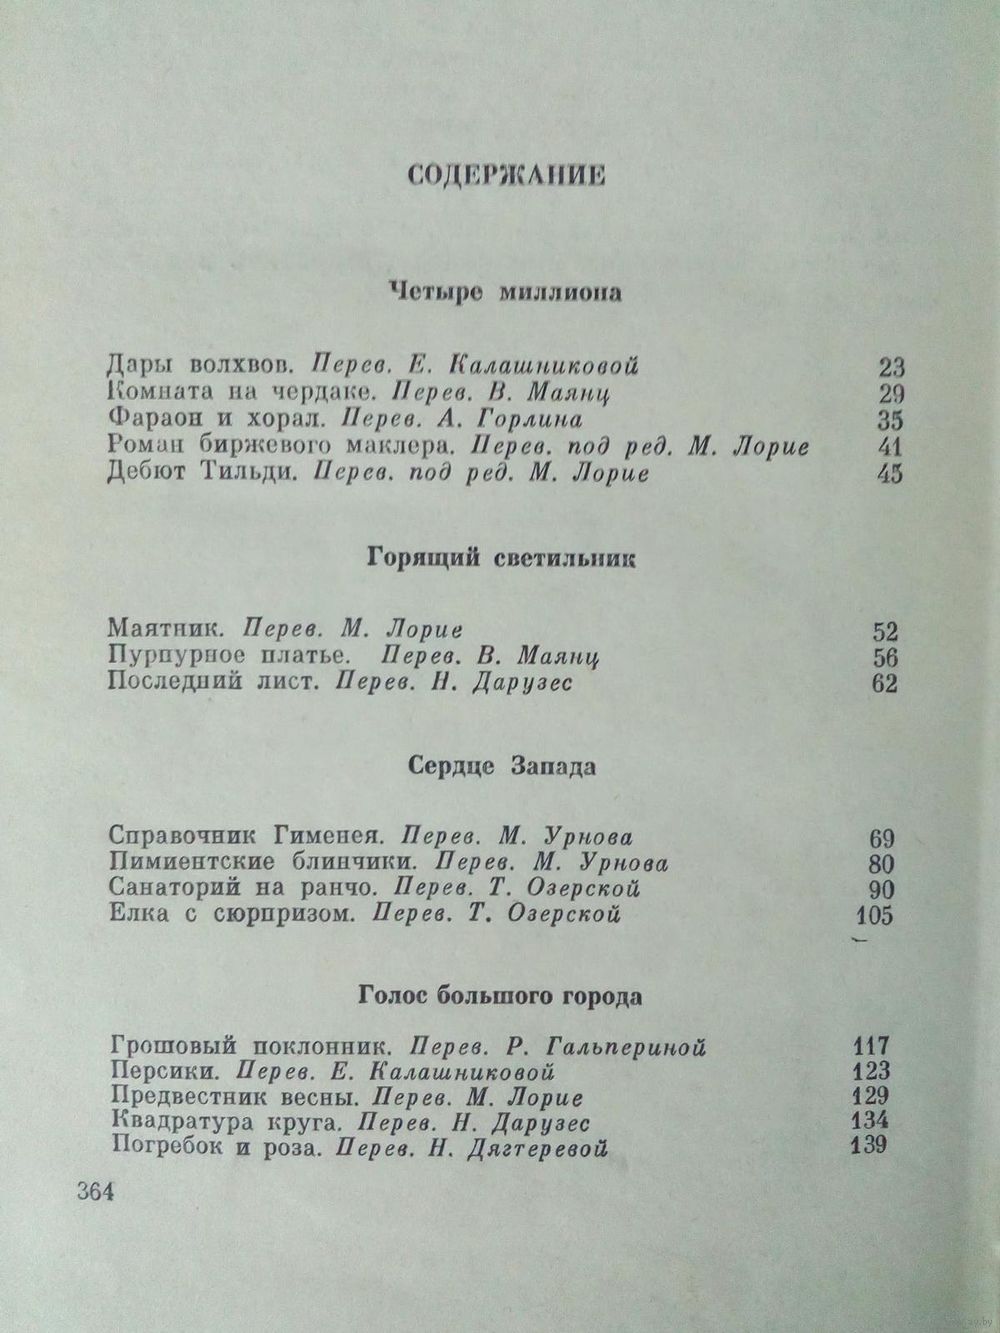 СОДЕРЖАНИЕ
Четыре миллиона
Дары волхвов. Перев. Е. Калашниковой 23
Комната на чердаке. Перев. В. Маянц 29
Фараон и хорал. Перев. А. Горлина 35
Роман биржевого маклера. Перев. под ред. М. Лорие 41
Дебют Тильди. Перев. под ред. М. Лорие 45
Горящий светильник
Маятник. Перев. М. Лорие 52
Пурпурное платье. Перев. В. Маянц 56
Последний лист. Перев. Н. Дарузес 62
Сердце Запада
Справочник Гименея. Перев. М. Урнова 69
Пимиентские блинчики. Перев. М. Урнова 80
Санаторий на ранчо. Перев. Т. Озерской 90
Елка с сюрпризом. Перев. Т. Озерской 105
Голос большого города
Грошовый поклонник. Перев. Р. Гальпериной 117
Персики. Перев. Е. Калашниковой 123
Предвестник весны. Перев. М. Лорие 129
Квадратура круга. Перев. Н. Дарузес 134
Погребок и роза. Перев. Н. Дягтеревой 139
364